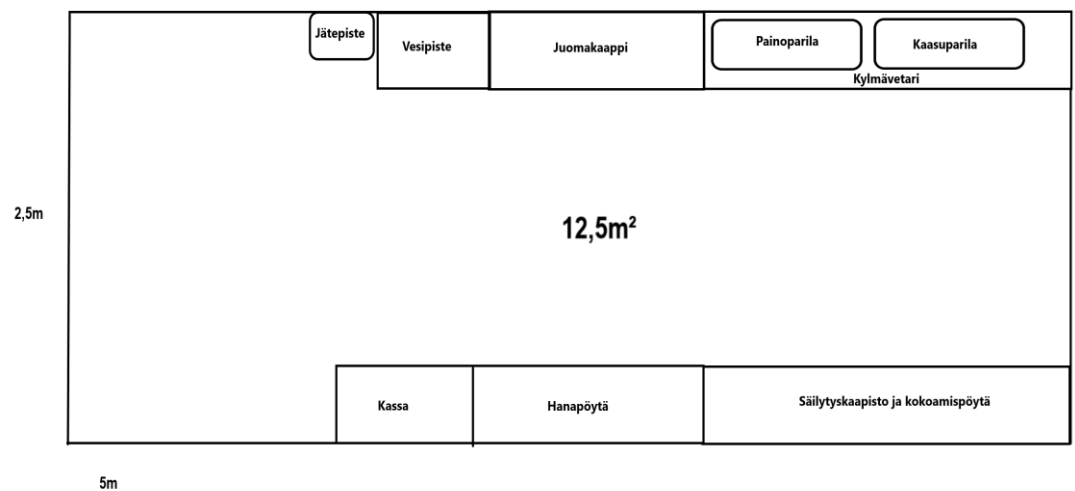 Jätepiste
Vesipiste
Juomakaappi
Painoparila
Kaasuparila
Kylmävetari
2,5m
12,5m²
Kassa
Hanapöytä
Säilytyskaapisto ja kokoamispöytä
5m